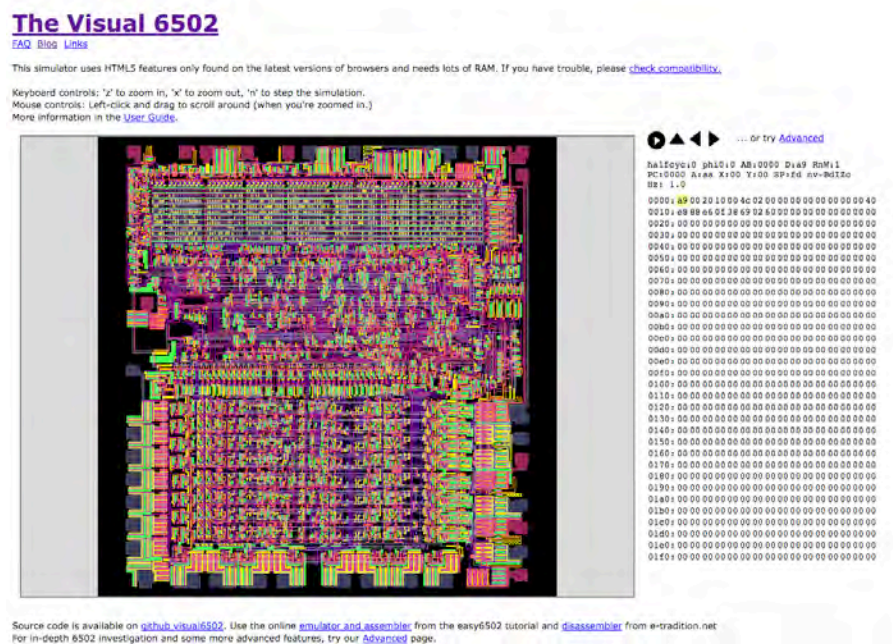 The Visual 6502
FAQ Blog Links
This simulator uses HTML5 features only found on the latest versions of browsers and needs lots of RAM. If you have trouble, please check compatibility.
Keyboard controls: 'z' to zoom in, 'x' to zoom out, 'n' to step the simulation.
Mouse controls: Left-click and drag to scroll around (when you're zoomed in.)
More information in the User Guide.
... or try Advanced
halfcyc:0 phi0:0 AB:0000 D:a9 RnW:1
PC:0000 A:aa X:00 Y:00 SP:fd nv-BdIZc
Hz: 1.0
0000: a9 00 20 10 00 4c 02 00 00 00 00 00 00 00 00 40
0010: e8 88 e6 0f 38 69 02 60 00 00 00 00 00 00 00 00
0020: 00 00 00 00 00 00 00 00 00 00 00 00 00 00 00 00
0030: 00 00 00 00 00 00 00 00 00 00 00 00 00 00 00 00
0040: 00 00 00 00 00 00 00 00 00 00 00 00 00 00 00 00
0050: 00 00 00 00 00 00 00 00 00 00 00 00 00 00 00 00
0060: 00 00 00 00 00 00 00 00 00 00 00 00 00 00 00 00
0070: 00 00 00 00 00 00 00 00 00 00 00 00 00 00 00 00
0080: 00 00 00 00 00 00 00 00 00 00 00 00 00 00 00 00
0090: 00 00 00 00 00 00 00 00 00 00 00 00 00 00 00 00
00a0: 00 00 00 00 00 00 00 00 00 00 00 00 00 00 00 00
00b0: 00 00 00 00 00 00 00 00 00 00 00 00 00 00 00 00
00c0: 00 00 00 00 00 00 00 00 00 00 00 00 00 00 00 00
00d0: 00 00 00 00 00 00 00 00 00 00 00 00 00 00 00 00
00e0: 00 00 00 00 00 00 00 00 00 00 00 00 00 00 00 00
00f0: 00 00 00 00 00 00 00 00 00 00 00 00 00 00 00 00
0100: 00 00 00 00 00 00 00 00 00 00 00 00 00 00 00 00
0110: 00 00 00 00 00 00 00 00 00 00 00 00 00 00 00 00
0120: 00 00 00 00 00 00 00 00 00 00 00 00 00 00 00 00
0130: 00 00 00 00 00 00 00 00 00 00 00 00 00 00 00 00
0140: 00 00 00 00 00 00 00 00 00 00 00 00 00 00 00 00
0150: 00 00 00 00 00 00 00 00 00 00 00 00 00 00 00 00
0160: 00 00 00 00 00 00 00 00 00 00 00 00 00 00 00 00
0170: 00 00 00 00 00 00 00 00 00 00 00 00 00 00 00 00
0180: 00 00 00 00 00 00 00 00 00 00 00 00 00 00 00 00
0190: 00 00 00 00 00 00 00 00 00 00 00 00 00 00 00 00
01a0: 00 00 00 00 00 00 00 00 00 00 00 00 00 00 00 00
01b0: 00 00 00 00 00 00 00 00 00 00 00 00 00 00 00 00
01c0: 00 00 00 00 00 00 00 00 00 00 00 00 00 00 00 00
01d0: 00 00 00 00 00 00 00 00 00 00 00 00 00 00 00 00
01e0: 00 00 00 00 00 00 00 00 00 00 00 00 00 00 00 00
01f0: 00 00 00 00 00 00 00 00 00 00 00 00 00 00 00 00
Source code is available on github visual6502. Use the online emulator and assembler from the easy6502 tutorial and disassembler from e-tradition.net
For in-depth 6502 investigation and some more advanced features, try our Advanced page.